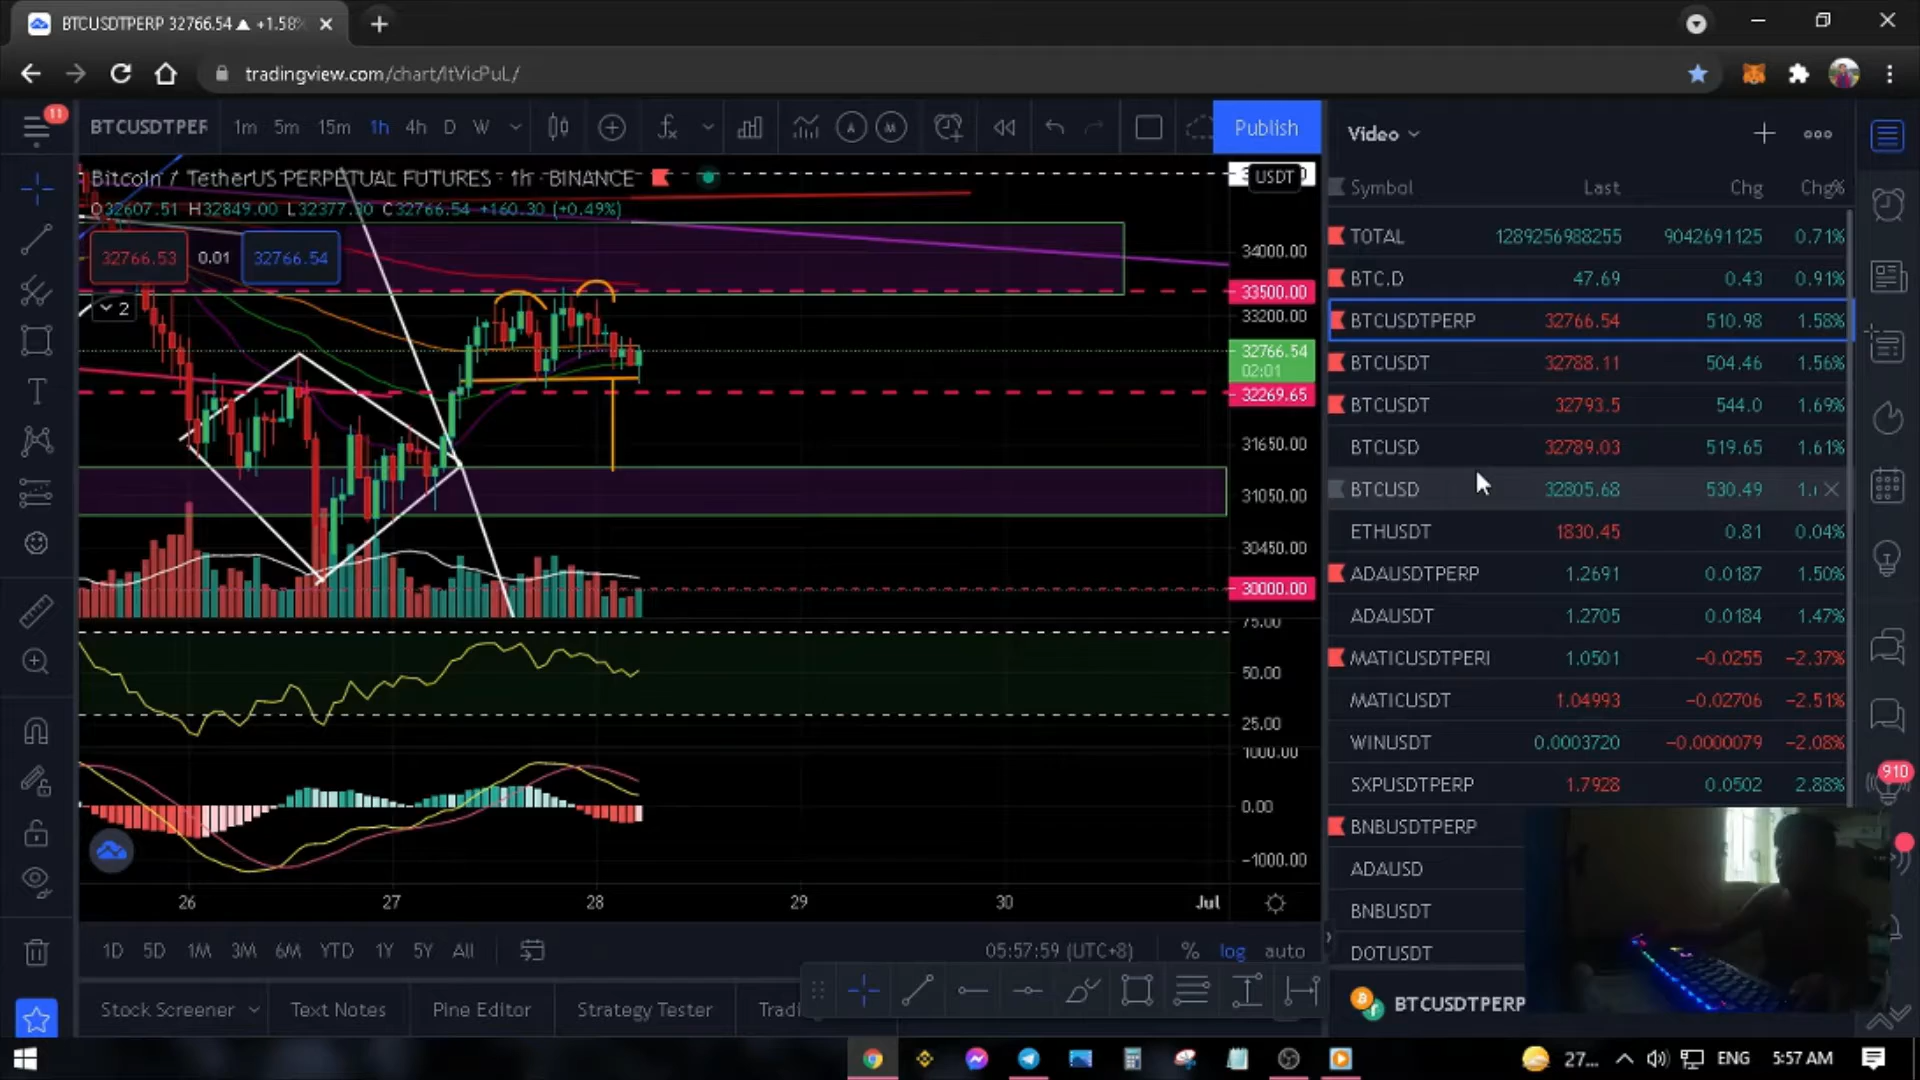 BTCUSDTPERP 32766.54 ▲ +1.58%
tradingview.com/chart/ltVicPuL/
11
BTCUSDTPER 1m 5m 15m 1h 4h D W Publish
Bitcoin / TetherUS PERPETUAL FUTURES · 1h · BINANCE
O32607.51 H32849.00 L32377.30 C32766.54 +160.30 (+0.49%)
32766.53 0.01 32766.54
2
USDT
34000.00
33500.00
33200.00
32766.54
02:01
32269.65
31650.00
31050.00
30450.00
30000.00
75.00
50.00
25.00
1000.00
0.00
-1000.00
26 27 28 29 30 Jul
1D 5D 1M 3M 6M YTD 1Y 5Y All 05:57:59 (UTC+8) % log auto
Stock Screener Text Notes Pine Editor Strategy Tester Tradi
Video
Symbol Last Chg Chg%
TOTAL 1289256988255 9042691125 0.71%
BTC.D 47.69 0.43 0.91%
BTCUSDTPERP 32766.54 510.98 1.58%
BTCUSDT 32788.11 504.46 1.56%
BTCUSDT 32793.5 544.0 1.69%
BTCUSD 32789.03 519.65 1.61%
BTCUSD 32805.68 530.49
ETHUSDT 1830.45 0.81 0.04%
ADAUSDTPERP 1.2691 0.0187 1.50%
ADAUSDT 1.2705 0.0184 1.47%
MATICUSDTPERI 1.0501 −0.0255 −2.37%
MATICUSDT 1.04993 −0.02706 −2.51%
WINUSDT 0.0003720 −0.0000079 −2.08%
SXPUSDTPERP 1.7928 0.0502 2.88%
BNBUSDTPERP
ADAUSD
BNBUSDT
DOTUSDT
BTCUSDTPERP
910
27... ENG 5:57 AM